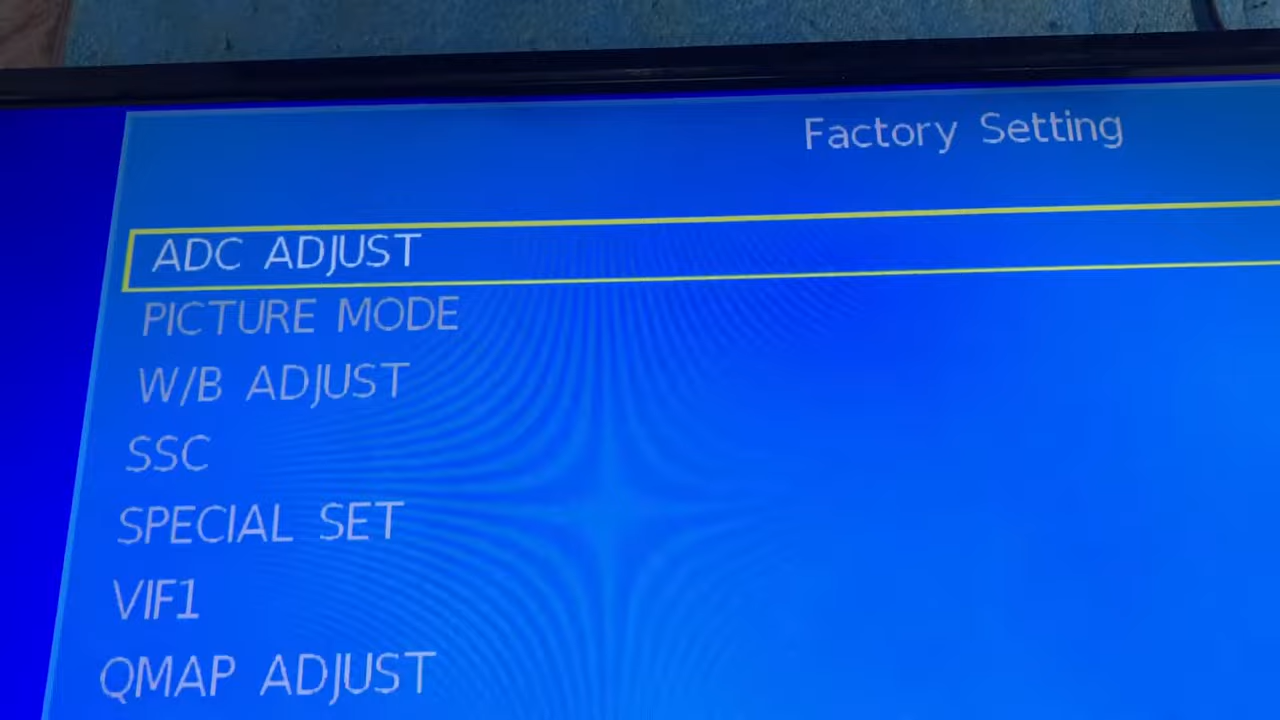 Factory Setting
ADC ADJUST
PICTURE MODE
W/B ADJUST
SSC
SPECIAL SET
VIF1
QMAP ADJUST